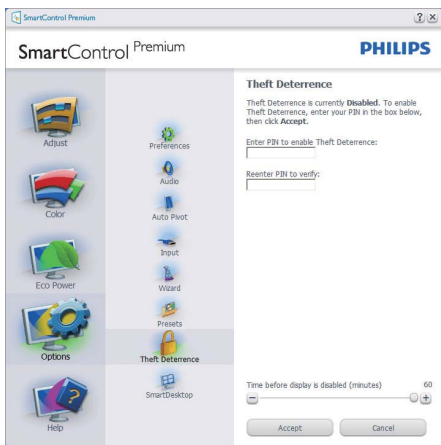 SmartControl Premium
SmartControl Premium
PHILIPS
Adjust
Color
Eco Power
Options
Help
Preferences
Audio
Auto Pivot
Input
Wizard
Presets
Theft Deterrence
SmartDesktop
Theft Deterrence
Theft Deterrence is currently Disabled. To enable
Theft Deterrence, enter your PIN in the box below,
then click Accept.
Enter PIN to enable Theft Deterrence:
Reenter PIN to verify:
Time before display is disabled (minutes) 60
Accept
Cancel